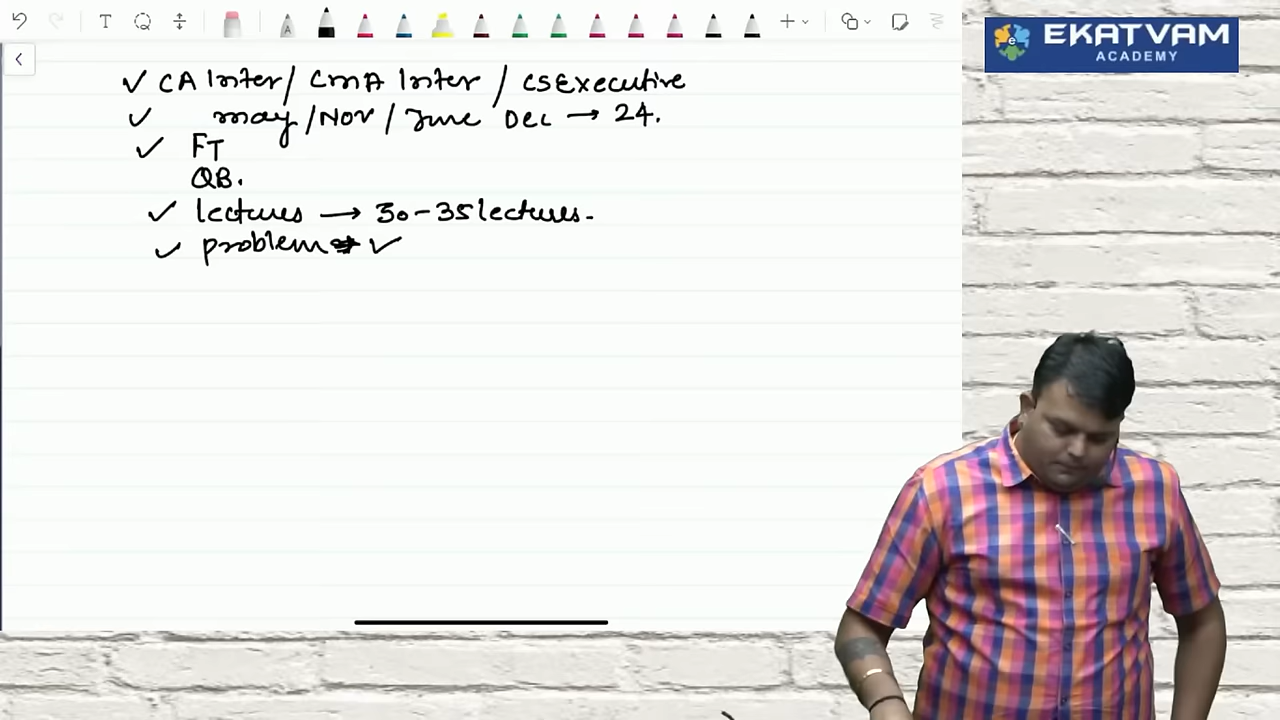 EKATVAM
ACADEMY
✓ CA Inter / CMA Inter / CS Executive
✓ may / Nov / June Dec → 24.
✓ FT
QB.
✓ lectures → 30-35 lectures.
✓ problem ✓